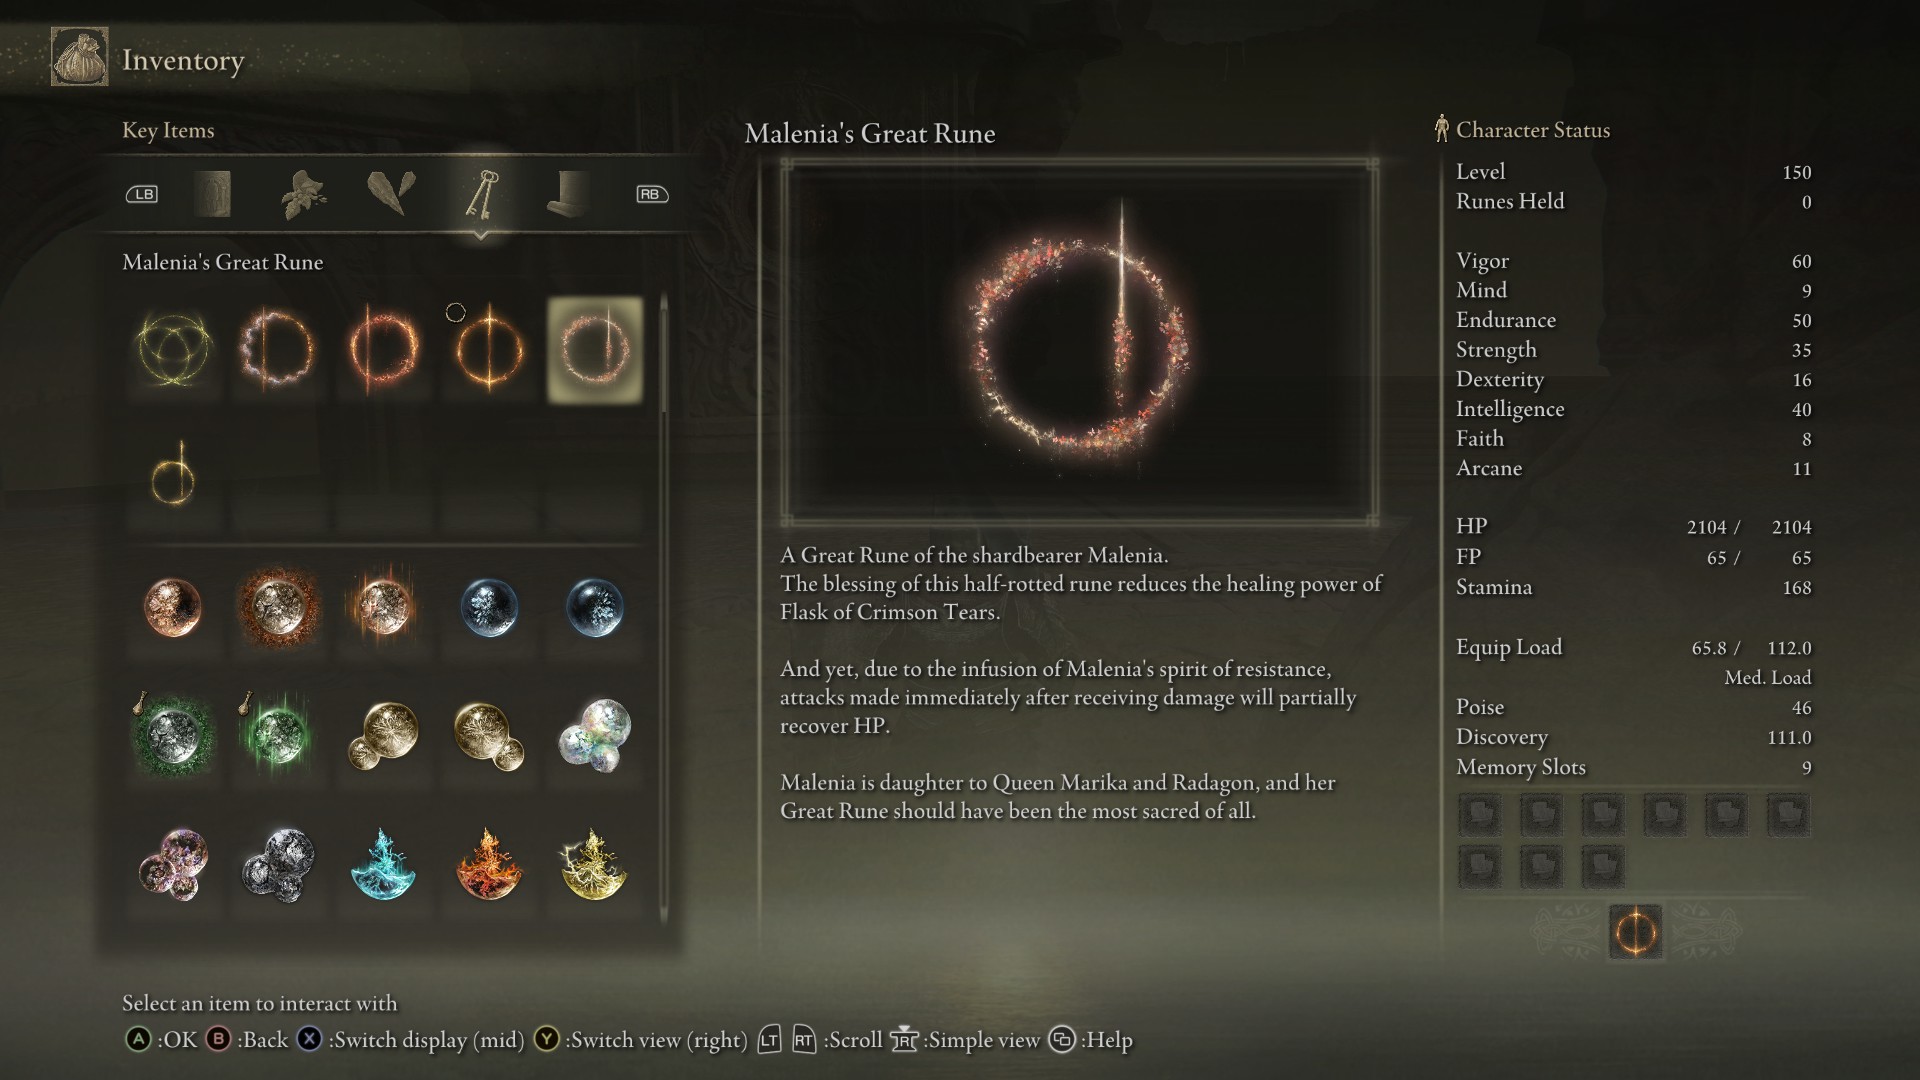 Inventory
Key Items
LB
RB
Malenia's Great Rune
Malenia's Great Rune
A Great Rune of the shardbearer Malenia.
The blessing of this half-rotted rune reduces the healing power of
Flask of Crimson Tears.
And yet, due to the infusion of Malenia's spirit of resistance,
attacks made immediately after receiving damage will partially
recover HP.
Malenia is daughter to Queen Marika and Radagon, and her
Great Rune should have been the most sacred of all.
Character Status
Level 150
Runes Held 0
Vigor 60
Mind 9
Endurance 50
Strength 35
Dexterity 16
Intelligence 40
Faith 8
Arcane 11
HP 2104 / 2104
FP 65 / 65
Stamina 168
Equip Load 65.8 / 112.0
Med. Load
Poise 46
Discovery 111.0
Memory Slots 9
Select an item to interact with
A :OK B :Back X :Switch display (mid) Y :Switch view (right) LT RT :Scroll R :Simple view :Help